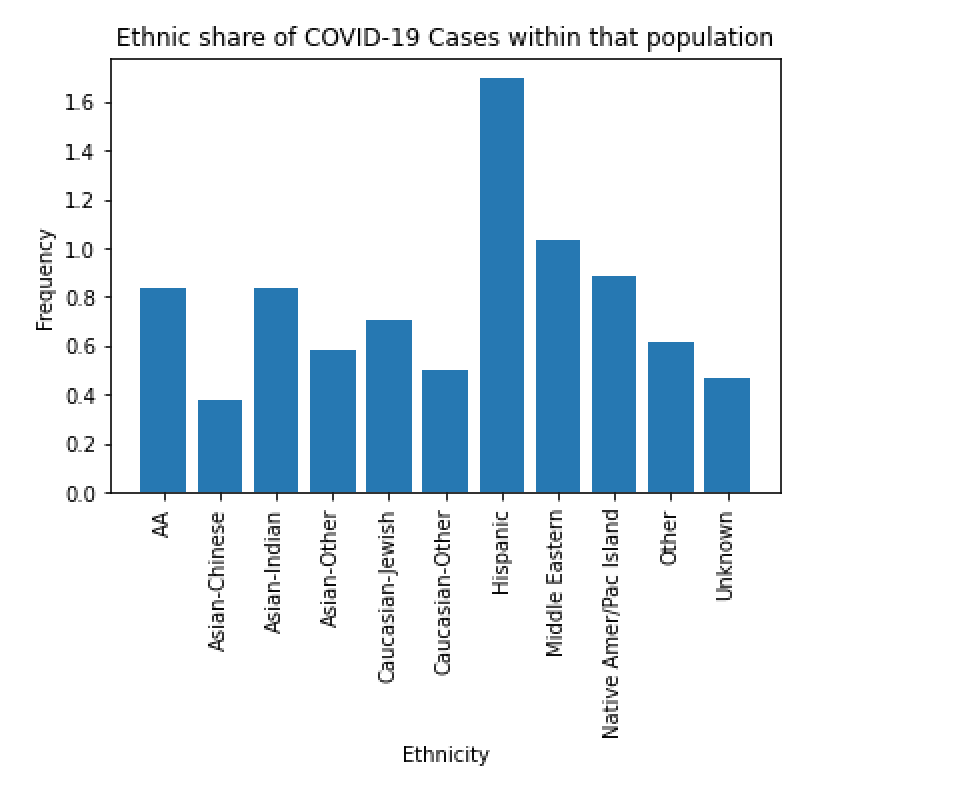 Ethnic share of COVID-19 Cases within that population
Frequency
1.6
1.4
1.2
1.0
0.8
0.6
0.4
0.2
0.0
AA
Asian-Chinese
Asian-Indian
Asian-Other
Caucasian-Jewish
Caucasian-Other
Hispanic
Middle Eastern
Native Amer/Pac Island
Other
Unknown
Ethnicity